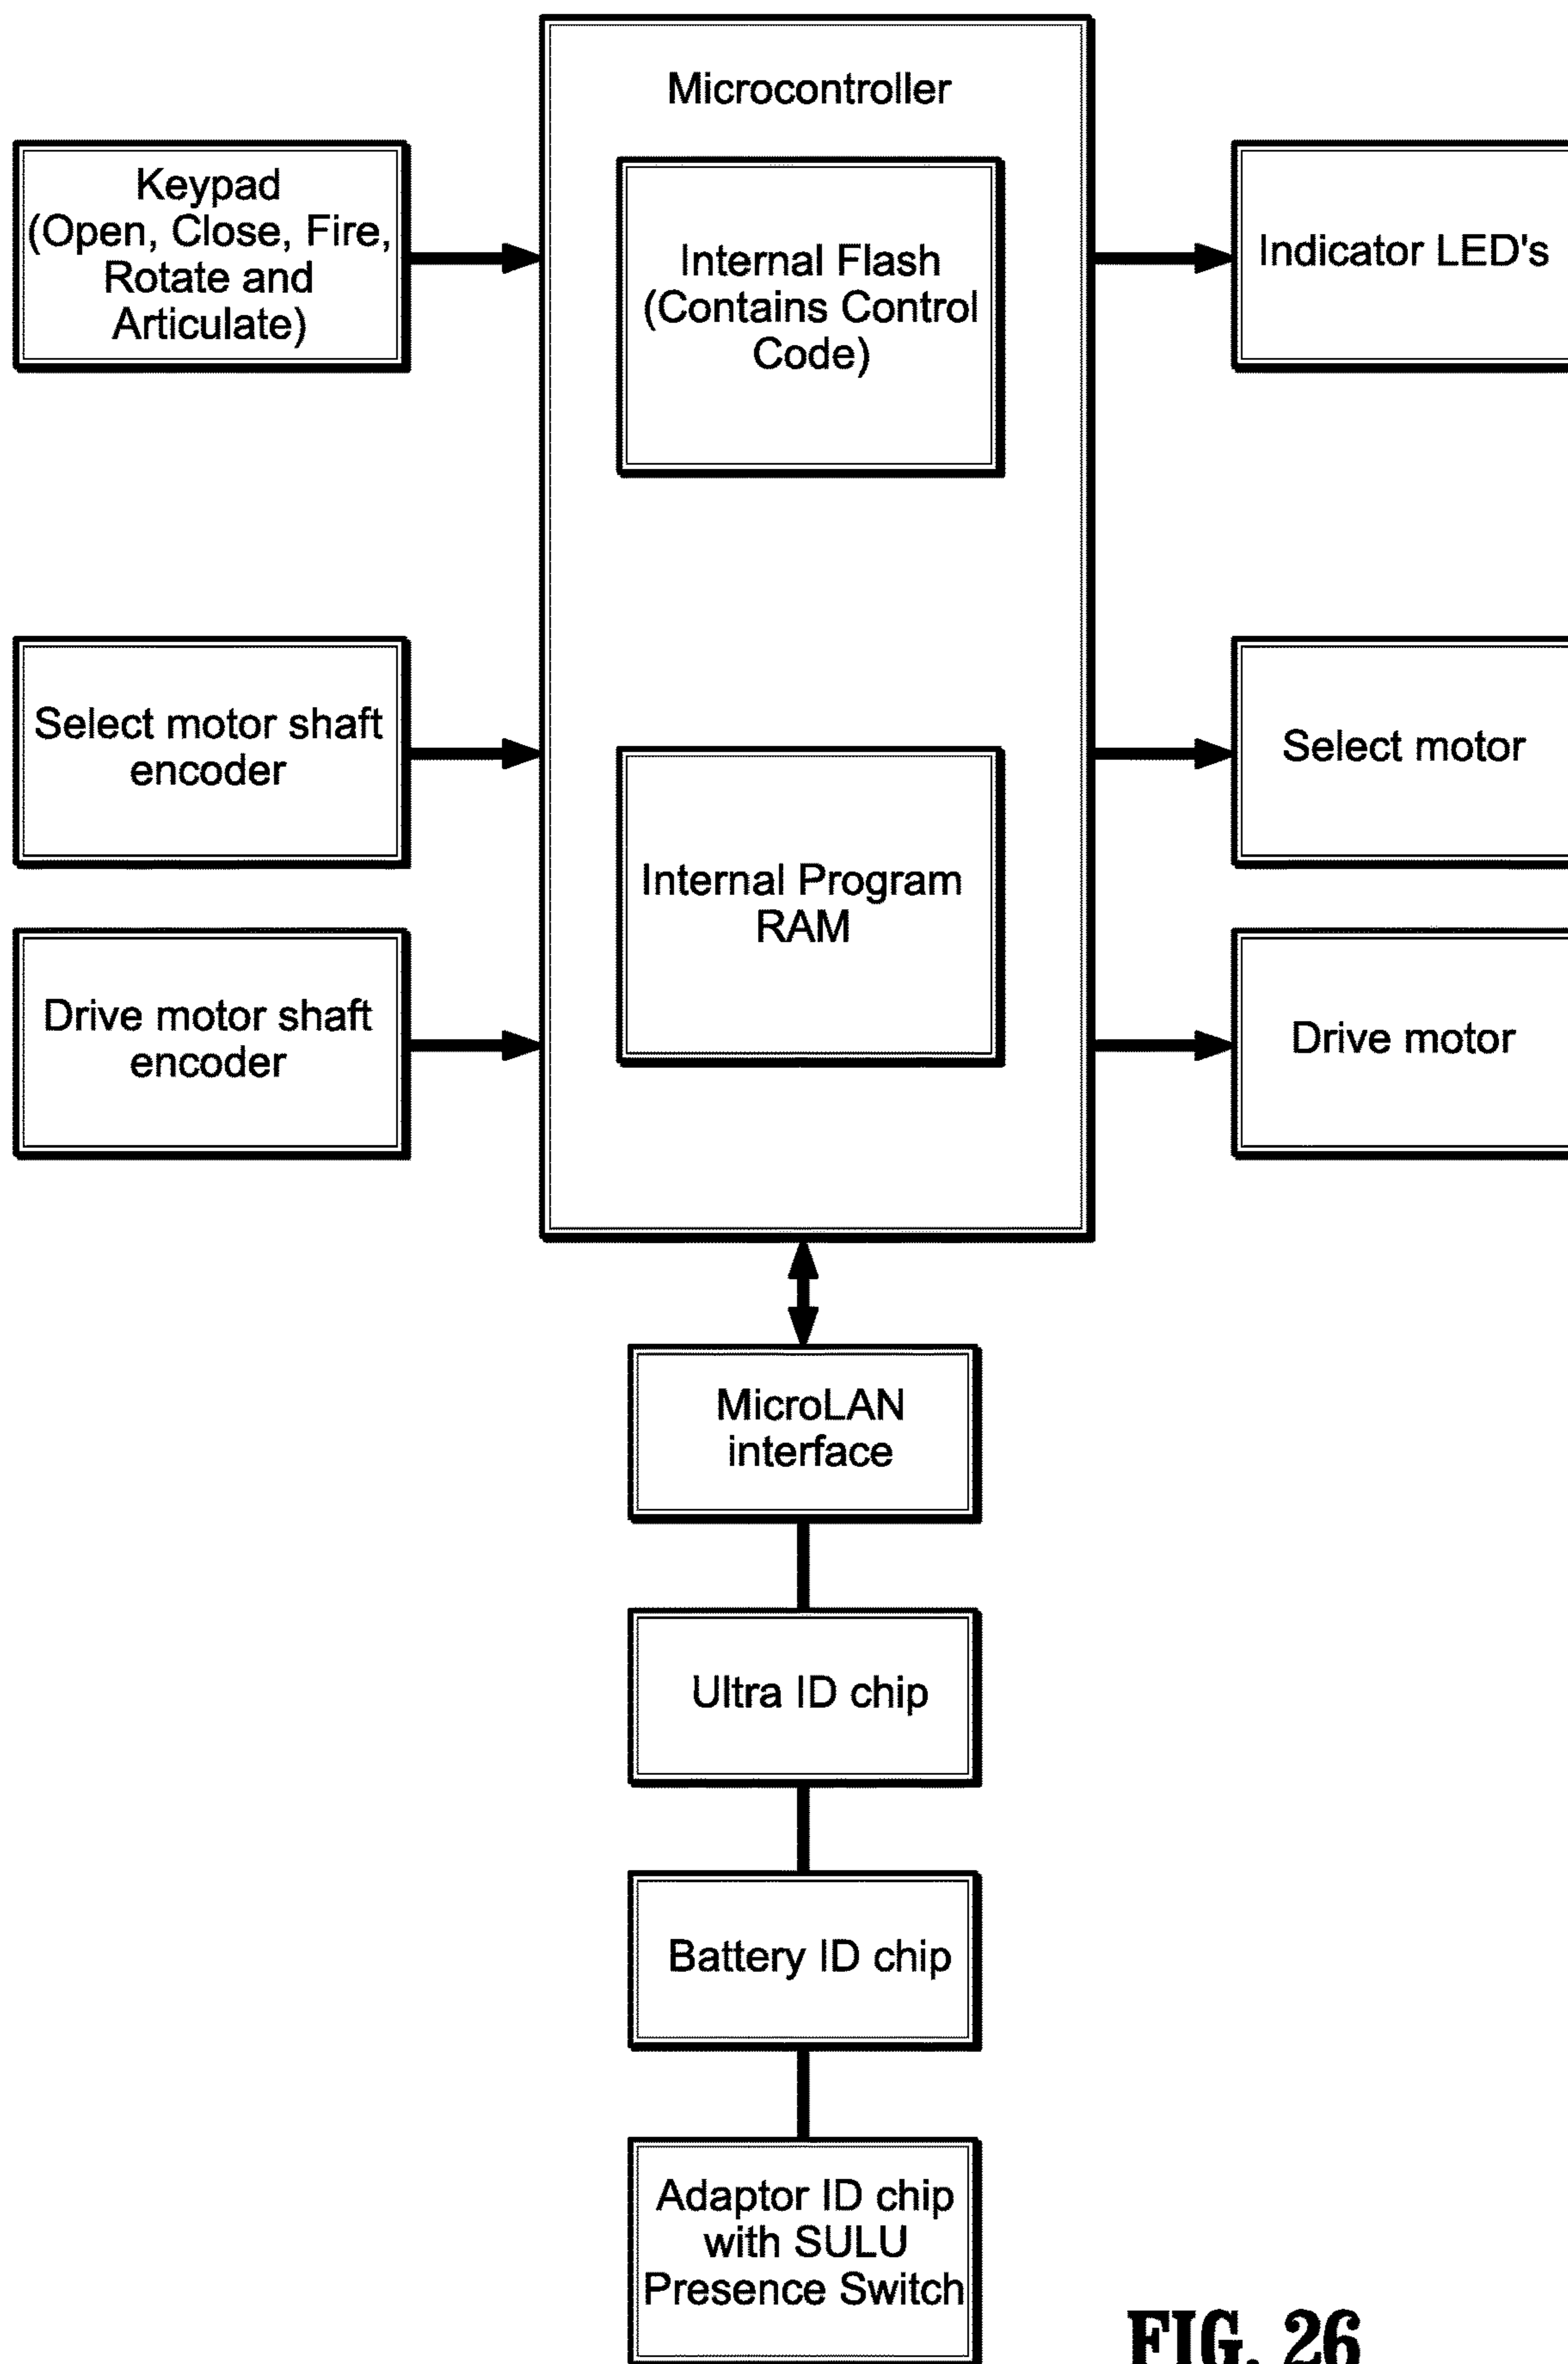 Microcontroller
Keypad
(Open, Close, Fire,
Rotate and
Articulate)
Internal Flash
(Contains Control
Code)
Indicator LED's
Select motor shaft
encoder
Select motor
Internal Program
RAM
Drive motor shaft
encoder
Drive motor
MicroLAN
interface
Ultra ID chip
Battery ID chip
Adaptor ID chip
with SULU
Presence Switch
FIG. 26